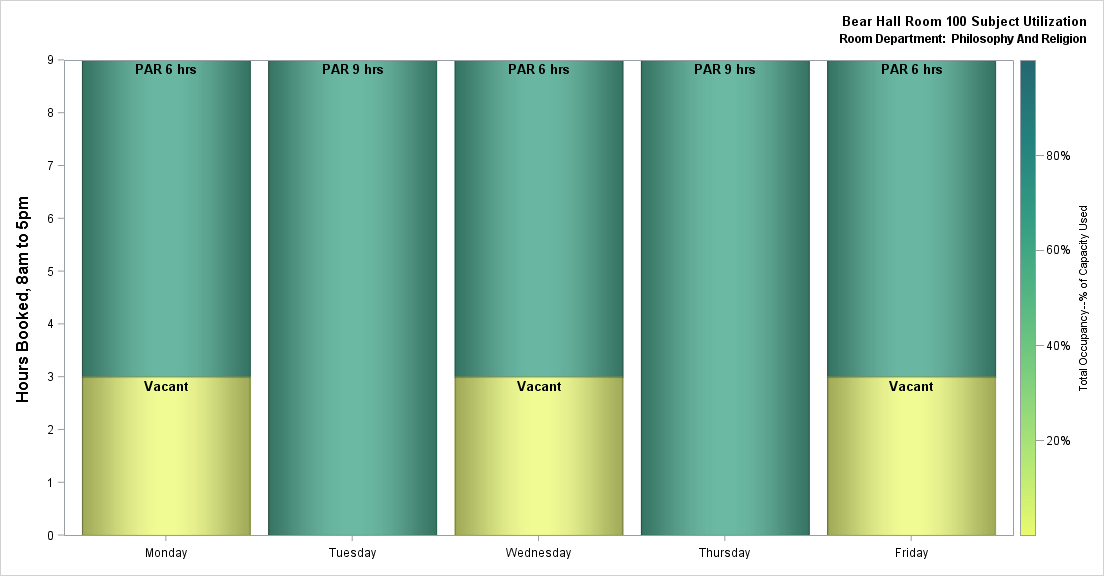 Bear Hall Room 100 Subject Utilization
Room Department: Philosophy And Religion
Hours Booked, 8am to 5pm
9
8
7
6
5
4
3
2
1
0
PAR 6 hrs
PAR 9 hrs
PAR 6 hrs
PAR 9 hrs
PAR 6 hrs
Vacant
Vacant
Vacant
Monday
Tuesday
Wednesday
Thursday
Friday
80%
60%
40%
20%
Total Occupancy--% of Capacity Used